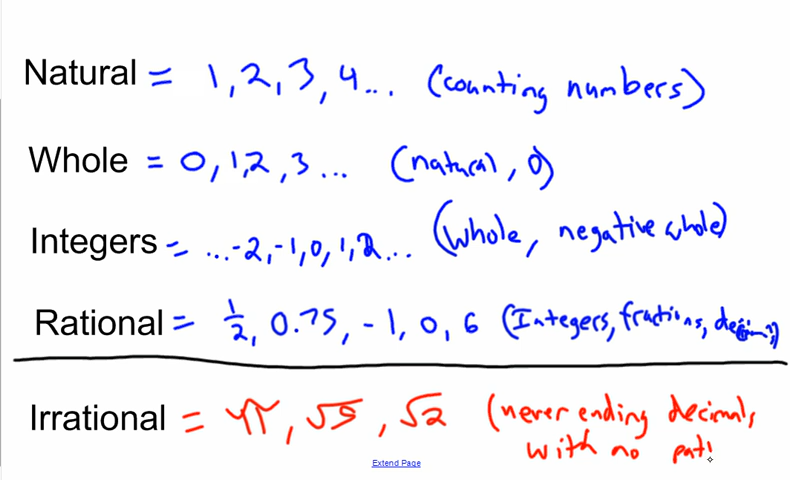 Natural = 1, 2, 3, 4... (counting numbers)
Whole = 0, 1, 2, 3... (natural, 0)
Integers = ...-2, -1, 0, 1, 2... (whole, negative whole)
Rational = 1/2, 0.75, -1, 0, 6 (Integers, fractions,
Irrational = π, √5, √2 (never ending decimals
with no pat
Extend Page